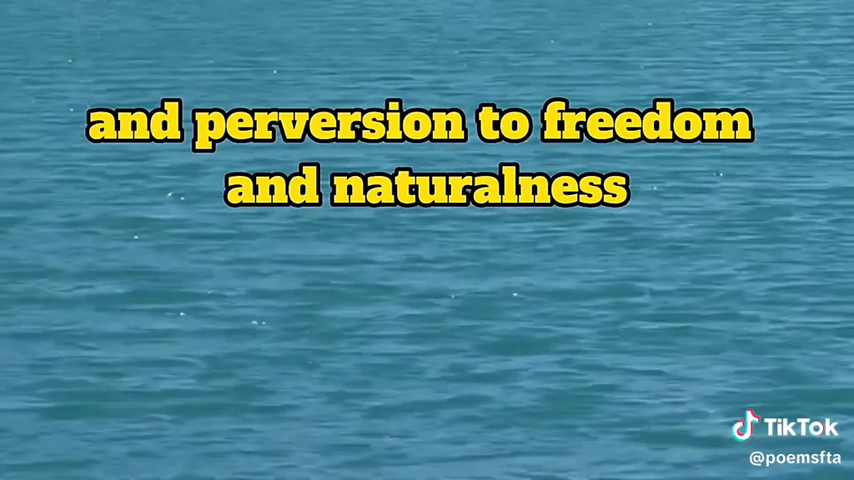 and perversion to freedom
and naturalness
TikTok
@poemsfta